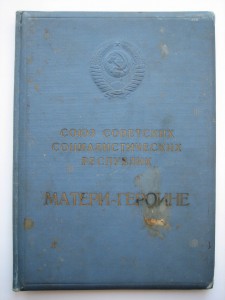 СОЮЗ СОВЕТСКИХ
СОЦИАЛИСТИЧЕСКИХ
РЕСПУБЛИК
МАТЕРИ-ГЕРОИНЕ